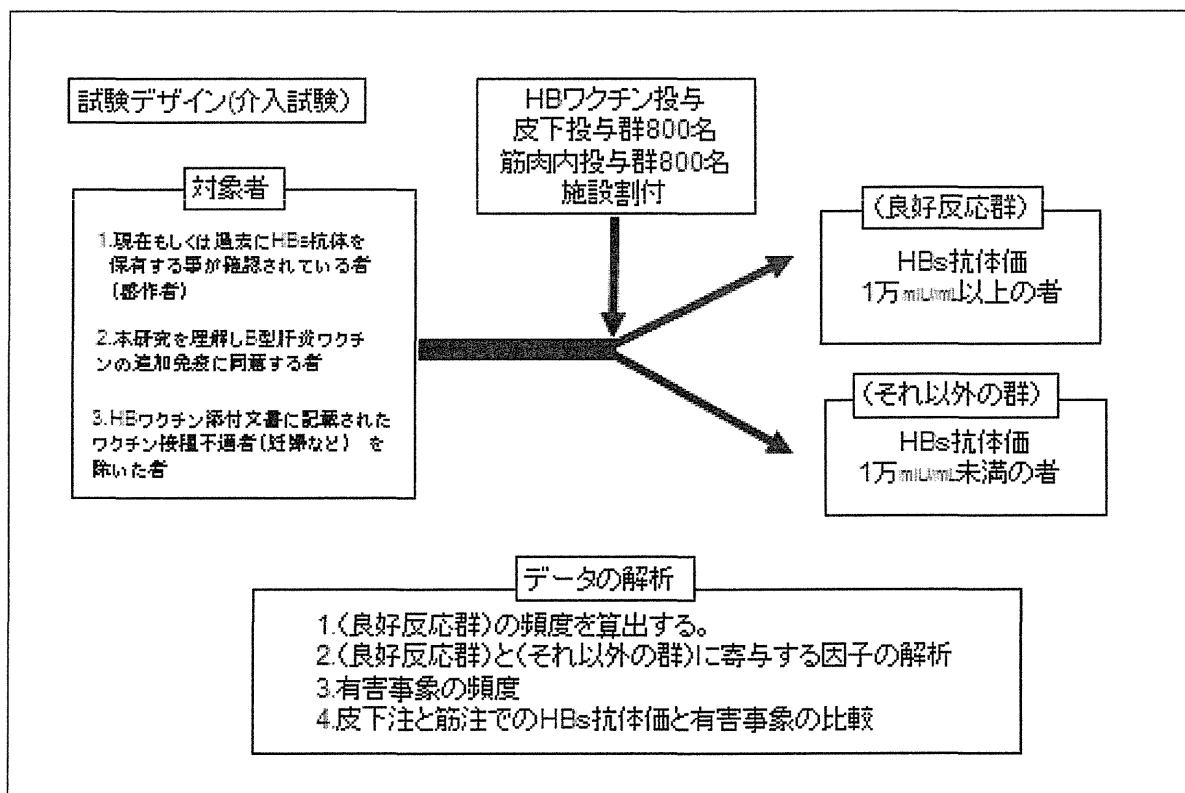 試験デザイン(介入試験)
対象者
1.現在もしくは過去にHBs抗体を
保有する事が確認されている者
(感作者)
2.本研究を理解しB型肝炎ワクチ
ンの追加免疫に同意する者
3.HBワクチン添付文書に記載された
ワクチン接種不適者(妊婦など) を
除いた者
HBワクチン投与
皮下投与群800名
筋肉内投与群800名
施設割付
(良好反応群)
HBs抗体価
1万mIU/mL以上の者
(それ以外の群)
HBs抗体価
1万mIU/mL未満の者
データの解析
1.(良好反応群)の頻度を算出する。
2.(良好反応群)と(それ以外の群)に寄与する因子の解析
3.有害事象の頻度
4.皮下注と筋注でのHBs抗体価と有害事象の比較